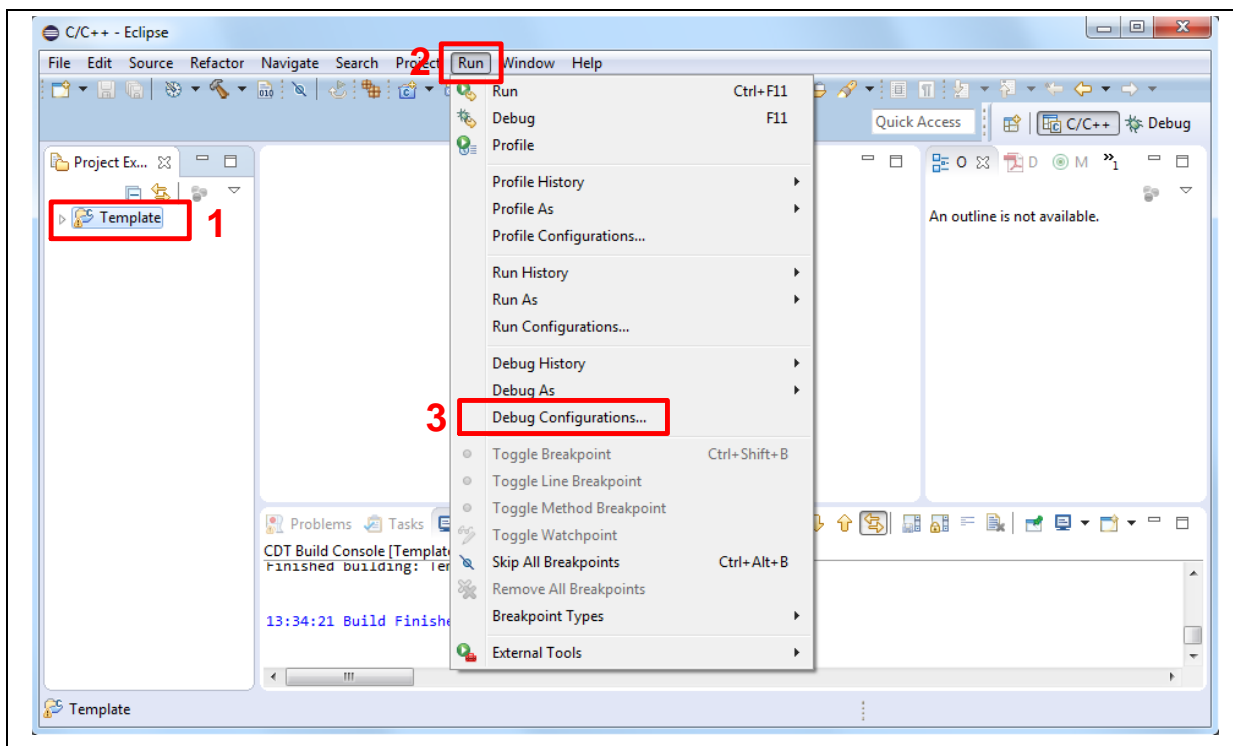 C/C++ - Eclipse
File Edit Source Refactor Navigate Search Project Run Window Help
2
Quick Access
C/C++
Debug
Project Ex...
Template
1
Run Ctrl+F11
Debug F11
Profile
Profile History
Profile As
Profile Configurations...
Run History
Run As
Run Configurations...
Debug History
Debug As
3
Debug Configurations...
Toggle Breakpoint Ctrl+Shift+B
Toggle Line Breakpoint
Toggle Method Breakpoint
Toggle Watchpoint
Skip All Breakpoints Ctrl+Alt+B
Remove All Breakpoints
Breakpoint Types
External Tools
O D M »1
An outline is not available.
Problems Tasks
CDT Build Console [Templat
Finished building:
13:34:21 Build Finishe
Template